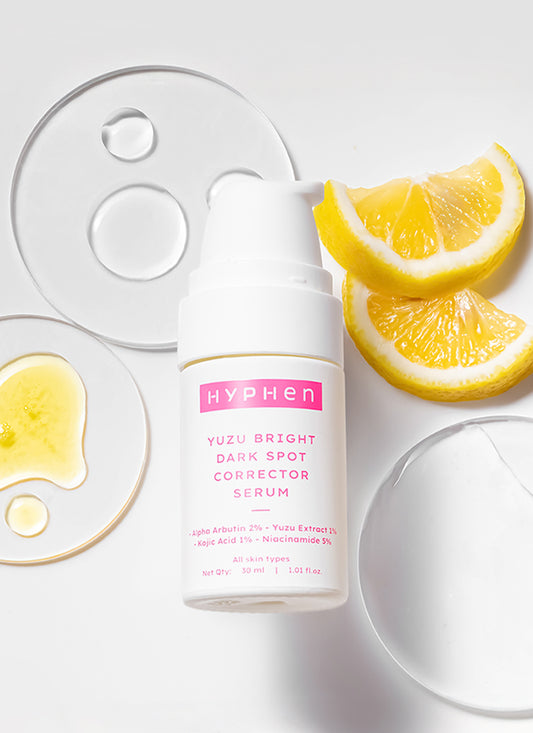 HYPHEN
YUZU BRIGHT
DARK SPOT
CORRECTOR
SERUM
- Alpha Arbutin 2% - Yuzu Extract 1%
- Kojic Acid 1% - Niacinamide 5%
All skin types
Net Qty: 30 ml | 1.01 fl.oz.